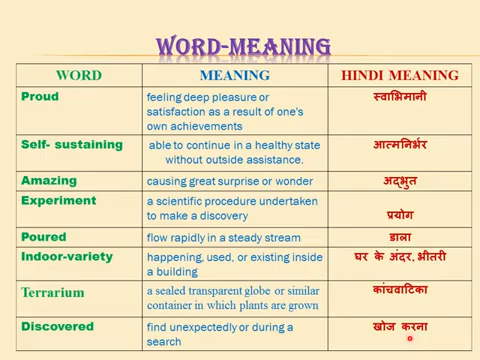 WORD-MEANING
WORD MEANING HINDI MEANING
Proud feeling deep pleasure or स्वाभिमानी
satisfaction as a result of one's
own achievements
Self- sustaining able to continue in a healthy state आत्मनिर्भर
without outside assistance.
Amazing causing great surprise or wonder अद्भुत
Experiment a scientific procedure undertaken
to make a discovery प्रयोग
Poured flow rapidly in a steady stream डाला
Indoor-variety happening, used, or existing inside घर के अंदर, भीतरी
a building
Terrarium a sealed transparent globe or similar कांचवाटिका
container in which plants are grown
Discovered find unexpectedly or during a खोज करना
search